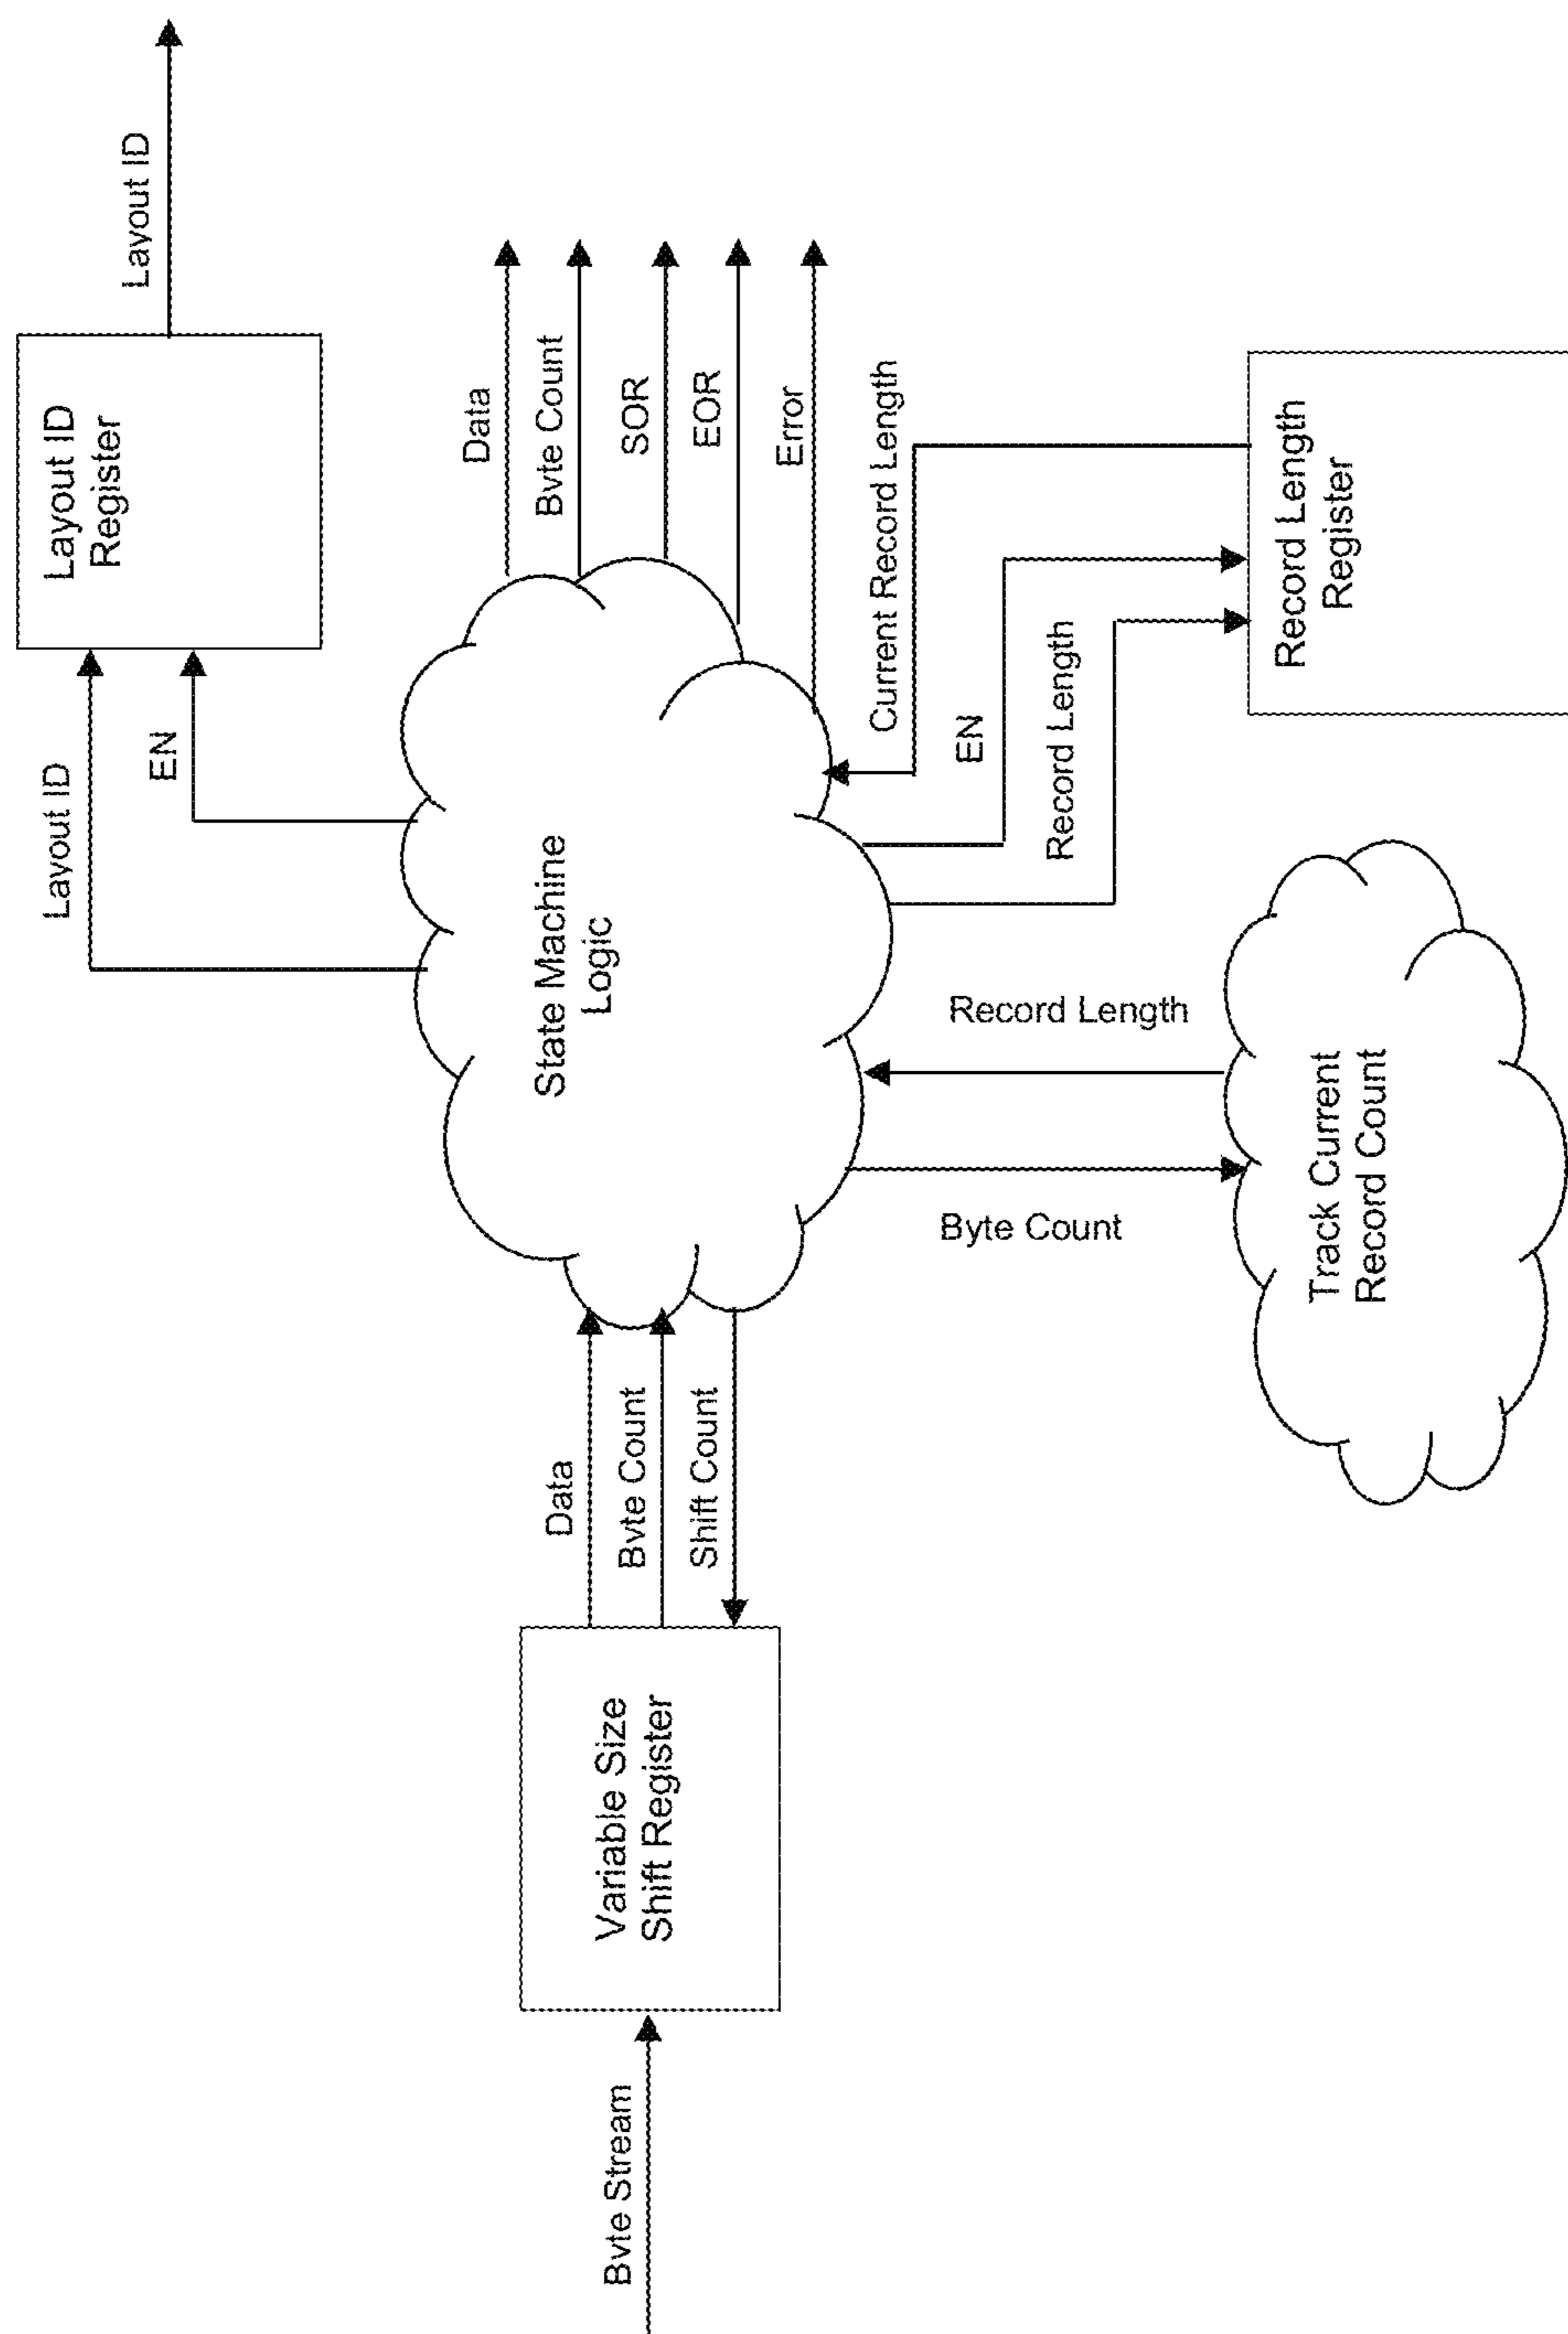 Lavout ID
Layout ID
Register
Lavout ID
EN
Data
Bvte Count
SOR
EOR
Error
State Machine
Logic
Data
Bvte Count
Shift Count
Variable Size
Shift Register
Bvte Stream
Current Record Length
EN
Record Length
Record Length
Register
Record Length
Byte Count
Track Current
Record Count